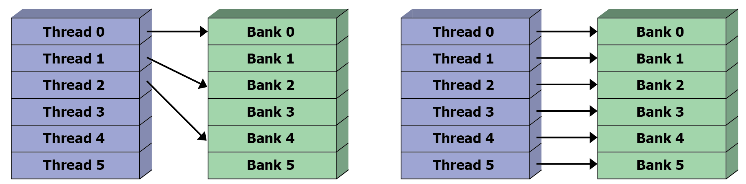 Thread 0
Thread 1
Thread 2
Thread 3
Thread 4
Thread 5
Bank 0
Bank 1
Bank 2
Bank 3
Bank 4
Bank 5
Thread 0
Thread 1
Thread 2
Thread 3
Thread 4
Thread 5
Bank 0
Bank 1
Bank 2
Bank 3
Bank 4
Bank 5